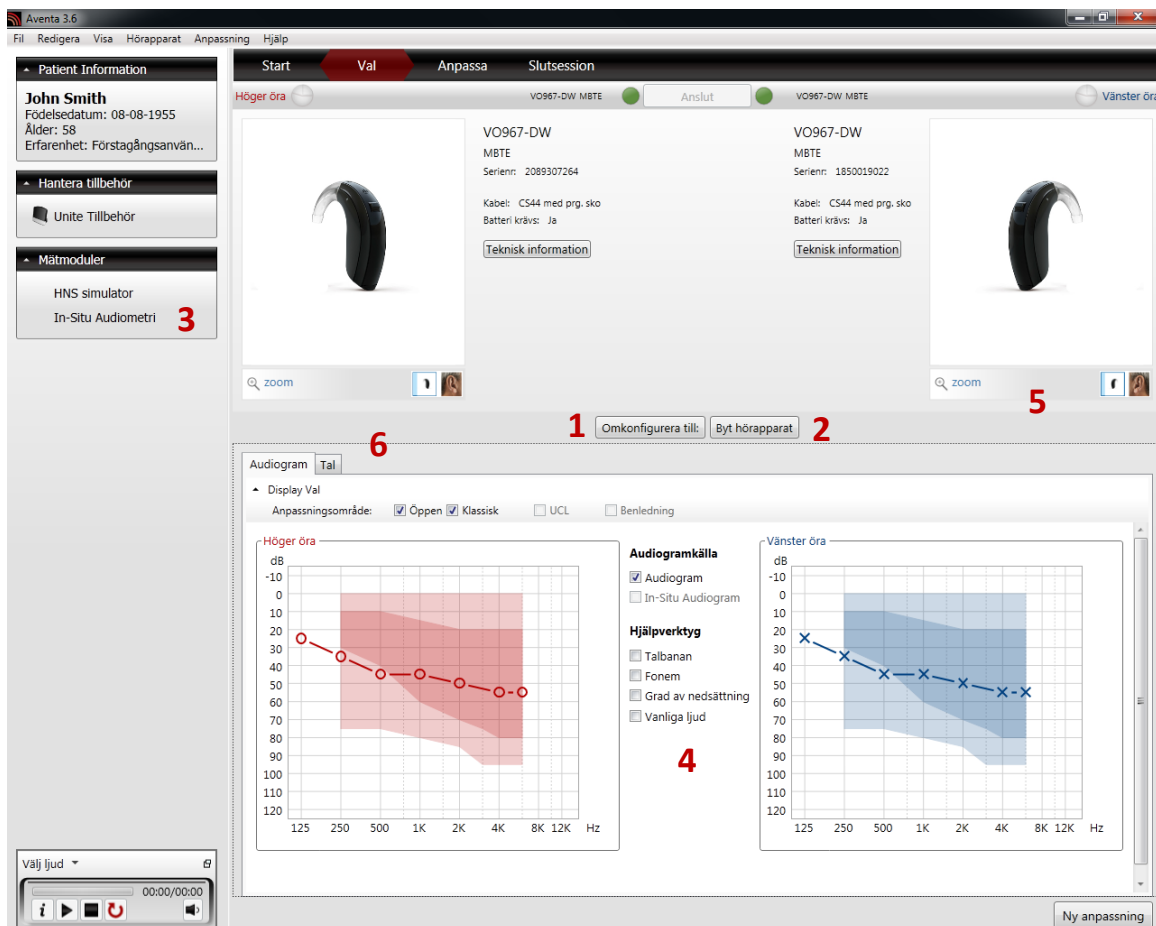 Aventa 3.6
Fil Redigera Visa Hörapparat Anpassning Hjälp
Patient Information
John Smith
Födelsedatum: 08-08-1955
Ålder: 58
Erfarenhet: Förstagångsanvän...
Hantera tillbehör
Unite Tillbehör
Mätmoduler
HNS simulator
In-Situ Audiometri
3
Välj ljud
00:00/00:00
i
Start Val Anpassa Slutsession
Höger öra VO967-DW MBTE Anslut VO967-DW MBTE Vänster öra
VO967-DW
MBTE
Serienr: 2089307264
Kabel: CS44 med prg. sko
Batteri krävs: Ja
Teknisk information
zoom
VO967-DW
MBTE
Serienr: 1850019022
Kabel: CS44 med prg. sko
Batteri krävs: Ja
Teknisk information
zoom
5
1 Omkonfigurera till: Byt hörapparat 2
6
Audiogram Tal
Display Val
Anpassningsområde: Öppen Klassisk UCL Benledning
Höger öra
dB
-10
0
10
20
30
40
50
60
70
80
90
100
110
120
125 250 500 1K 2K 4K 8K 12K Hz
Audiogramkälla
Audiogram
In-Situ Audiogram
Hjälpverktyg
Talbanan
Fonem
Grad av nedsättning
Vanliga ljud
4
Vänster öra
dB
-10
0
10
20
30
40
50
60
70
80
90
100
110
120
125 250 500 1K 2K 4K 8K 12K Hz
Ny anpassning